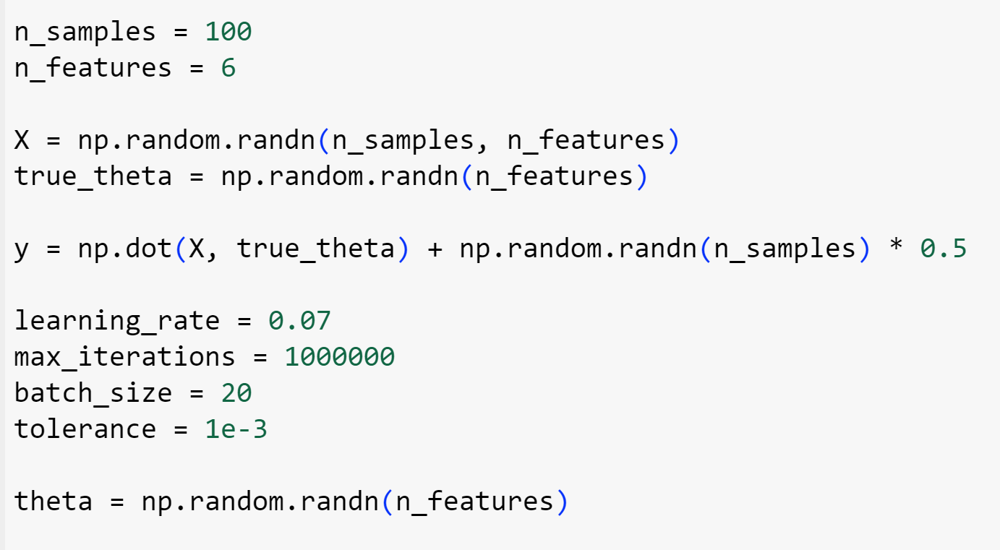 n_samples = 100
n_features = 6
X = np.random.randn(n_samples, n_features)
true_theta = np.random.randn(n_features)
y = np.dot(X, true_theta) + np.random.randn(n_samples) * 0.5
learning_rate = 0.07
max_iterations = 1000000
batch_size = 20
tolerance = 1e-3
theta = np.random.randn(n_features)